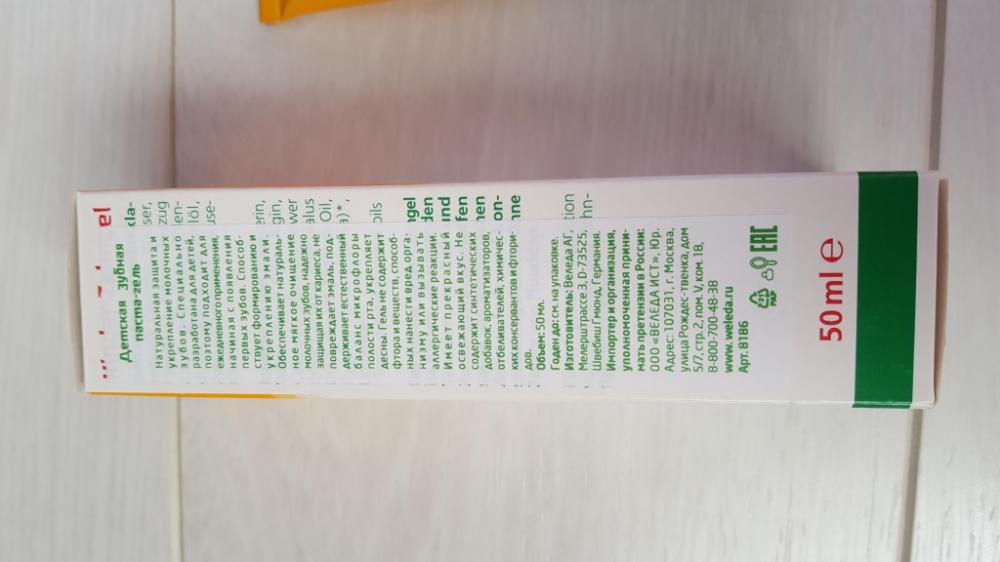 Детская зубная
паста-гель
Натуральная защита и
укрепление молочных
зубов. Специально
разработана для детей,
поэтому подходит для
ежедневного применения,
начиная с появления
первых зубов. Способ-
ствует формированию и
укреплению эмали.
Обеспечивает натураль-
ное мягкое очищение
молочных зубов, надежно
защищая их от кариеса, не
повреждает эмаль, под-
держивает естественный
баланс микрофлоры
полости рта, укрепляет
десны. Гель не содержит
фтора и веществ, способ-
ных нанести вред орга-
низму или вызывать
аллергические реакции.
Имеет прекрасный
освежающий вкус. Не
содержит синтетических
добавок, ароматизаторов,
отбеливателей, химичес-
ких консервантов и фтори-
дов.
Объем: 50 мл.
Годен до: см. на упаковке.
Изготовитель: Веледа АГ,
Мелерштрассе 3, D-73525,
Швебиш Гмюнд, Германия.
Импортер и организация,
уполномоченная прини-
мать претензии в России:
ООО «ВЕЛЕДА ИСТ», Юр.
Адрес: 107031, г. Москва,
улица Рождес-твенка, дом
5/7, стр. 2, пом. V, ком. 18,
8-800-700-48-38
www.weleda.ru
Арт. 8186
EAC
50 ml e